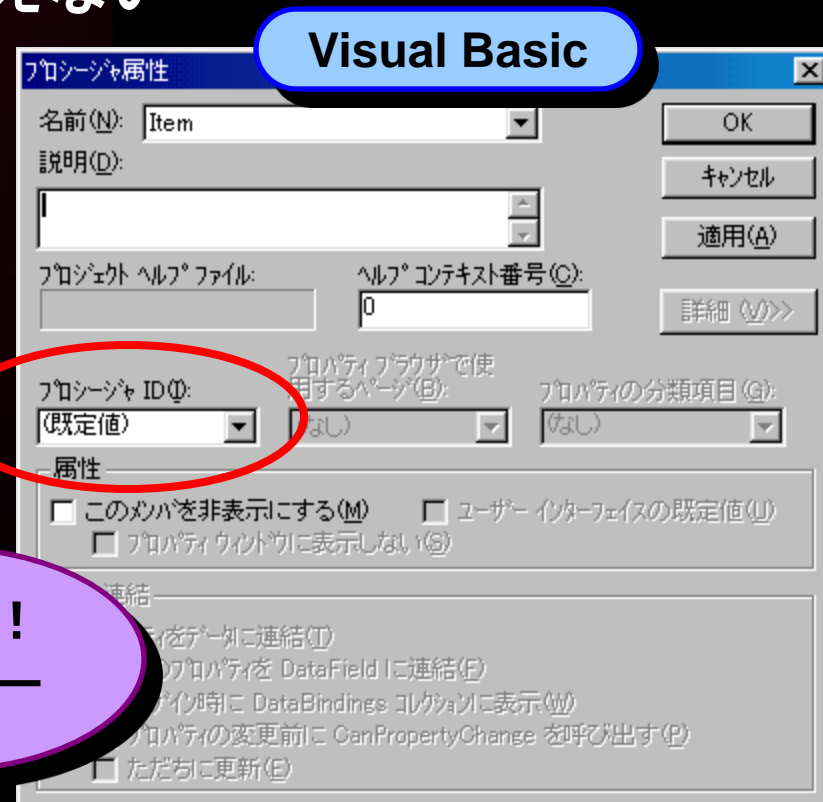 きない
Visual Basic
プロシージャ属性
名前(N): Item
OK
説明(D):
キャンセル
適用(A)
プロジェクト ヘルプ ファイル:
ヘルプ コンテキスト番号(C):
0
詳細 (V)>>
プロシージャ ID(I):
プロパティ ブラウザで使
用するページ(B):
プロパティの分類項目(G):
(既定値)
(なし)
(なし)
属性
このメンバを非表示にする(M)
ユーザー インターフェイスの既定値(U)
プロパティ ウィンドウに表示しない(S)
!
ー
連結
ィをデータに連結(T)
のプロパティを DataField に連結(F)
デザイン時に DataBindings コレクションに表示(W)
プロパティの変更前に CanPropertyChange を呼び出す(P)
ただちに更新(E)